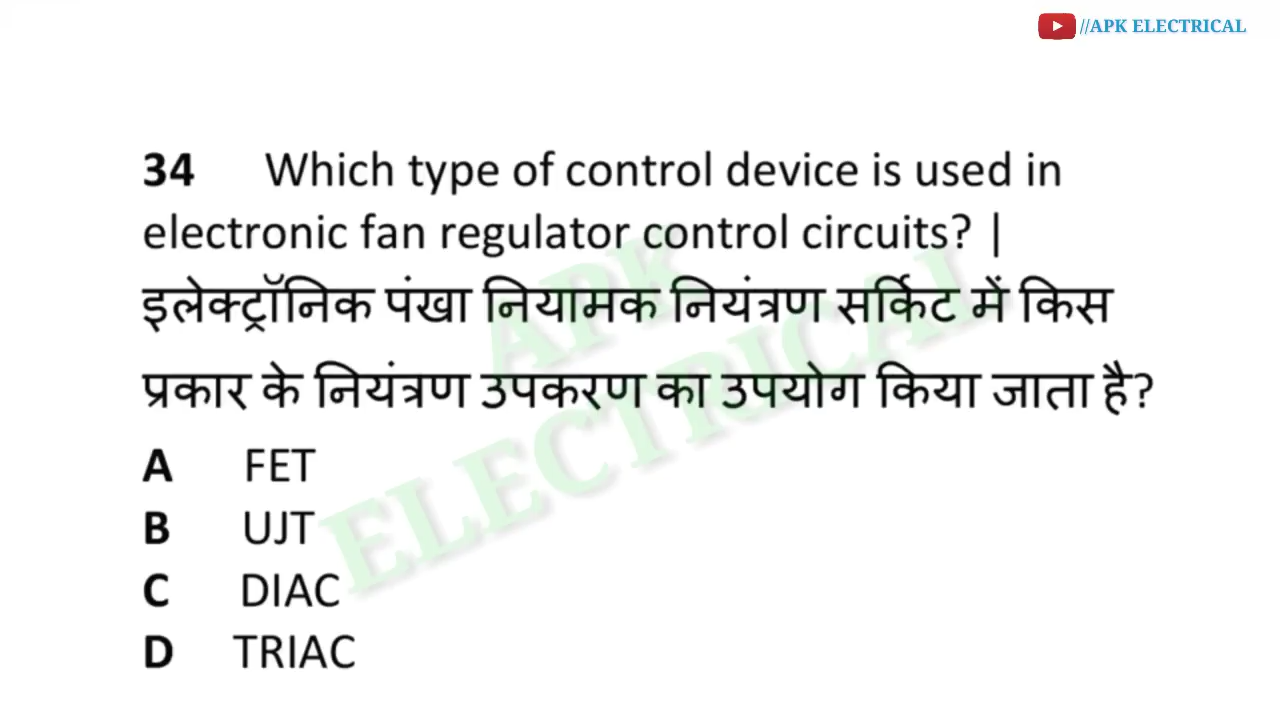 //APK ELECTRICAL
34 Which type of control device is used in
electronic fan regulator control circuits? |
इलेक्ट्रॉनिक पंखा नियामक नियंत्रण सर्किट में किस
प्रकार के नियंत्रण उपकरण का उपयोग किया जाता है?
APK
ELECTRICAL
A FET
B UJT
C DIAC
D TRIAC